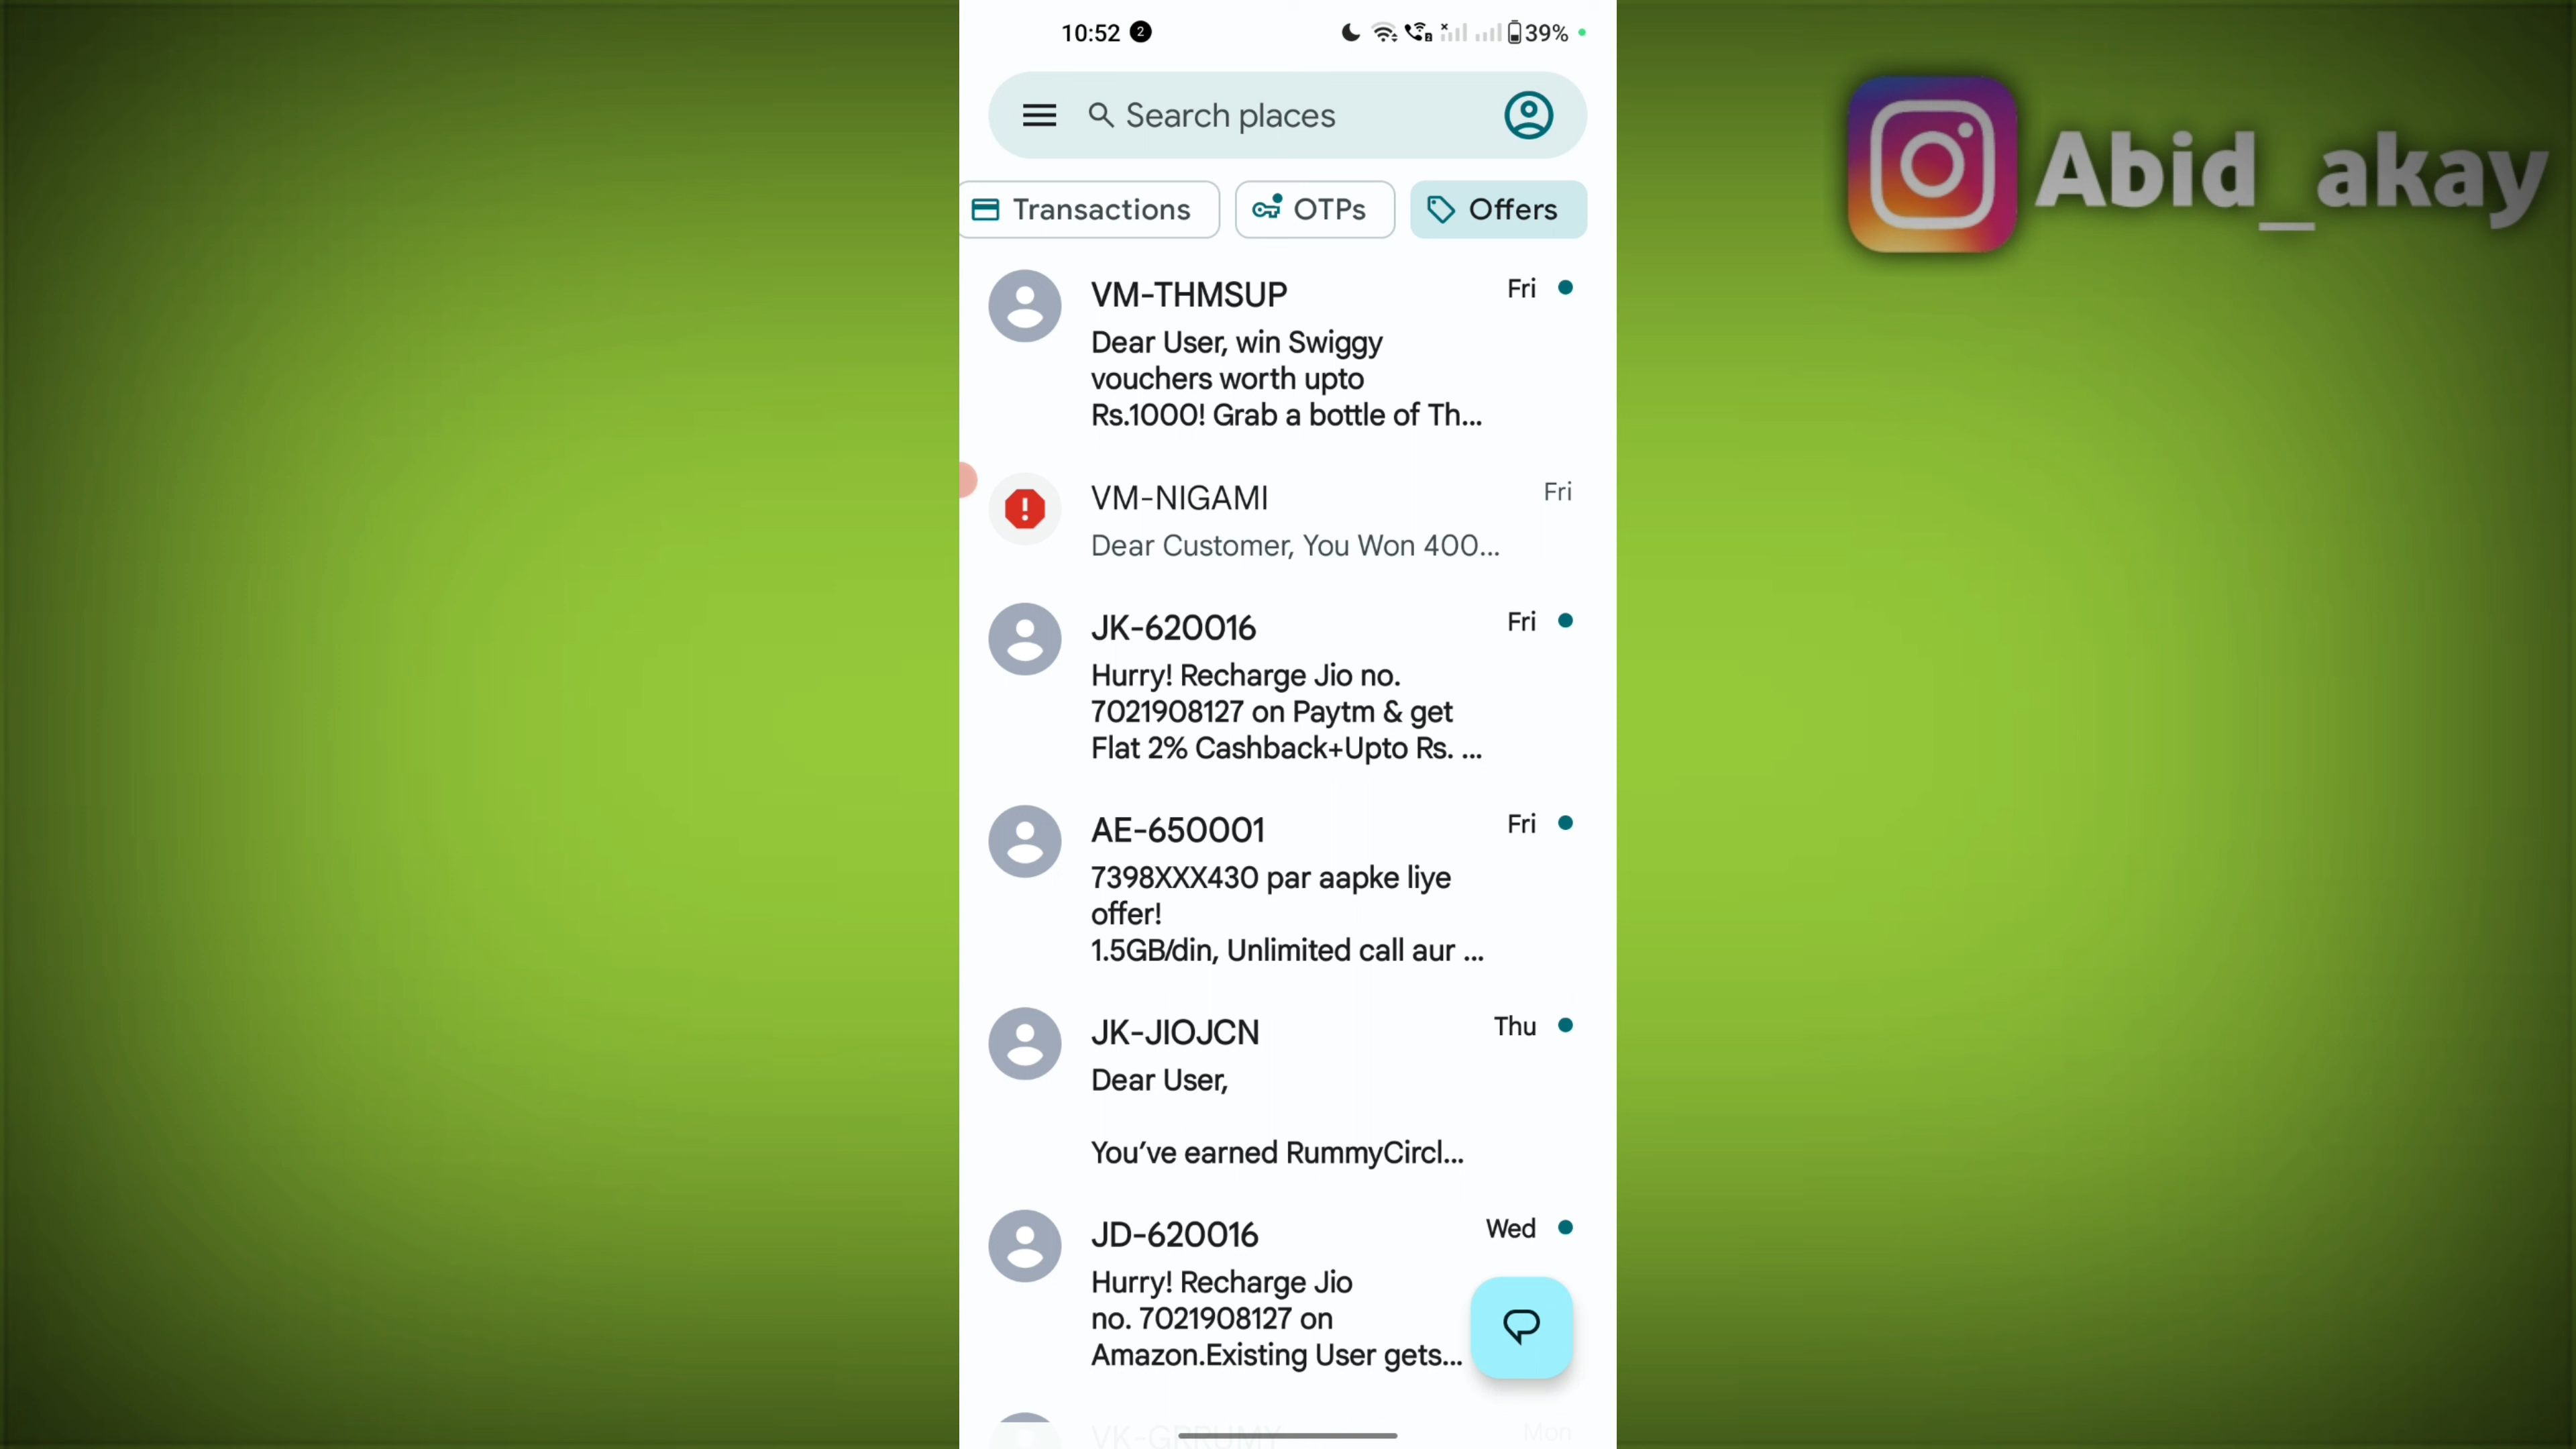 10:52 2
39%
Search places
Transactions
OTPs
Offers
VM-THMSUP
Fri
Dear User, win Swiggy
vouchers worth upto
Rs.1000! Grab a bottle of Th...
VM-NIGAMI
Fri
Dear Customer, You Won 400...
JK-620016
Fri
Hurry! Recharge Jio no.
7021908127 on Paytm & get
Flat 2% Cashback+Upto Rs. ...
AE-650001
Fri
7398XXX430 par aapke liye
offer!
1.5GB/din, Unlimited call aur ...
JK-JIOJCN
Thu
Dear User,
You’ve earned RummyCircl...
JD-620016
Wed
Hurry! Recharge Jio
no. 7021908127 on
Amazon.Existing User gets...
VK-GRRUMY
Mon
Abid_akay